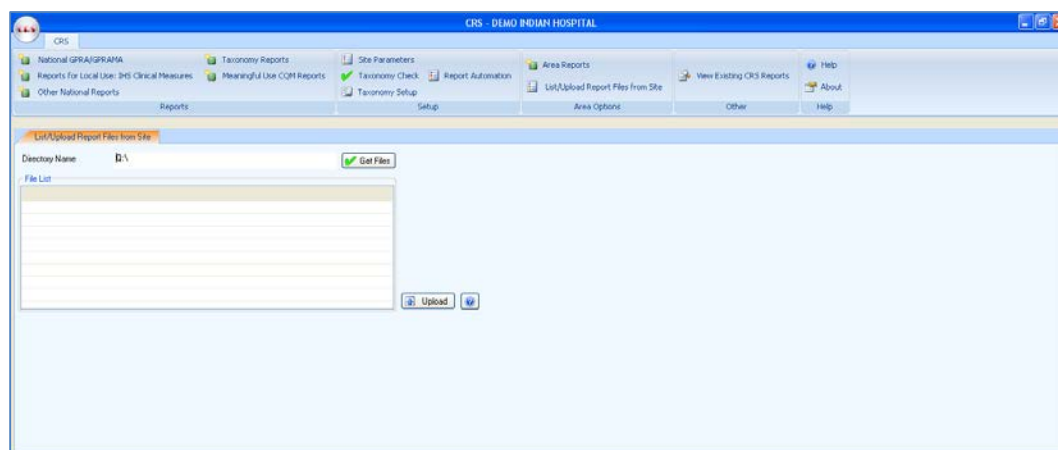 CRS - DEMO INDIAN HOSPITAL
CRS
National GPRA/GPRAMA
Taxonomy Reports
Site Parameters
Area Reports
Help
Reports for Local Use: IHS Clinical Measures
Meaningful Use CQM Reports
Taxonomy Check
Report Automation
View Existing CRS Reports
Other National Reports
Taxonomy Setup
List/Upload Report Files from Site
About
Reports
Setup
Area Options
Other
Help
List/Upload Report Files from Site
Directory Name
Get Files
File List
Upload